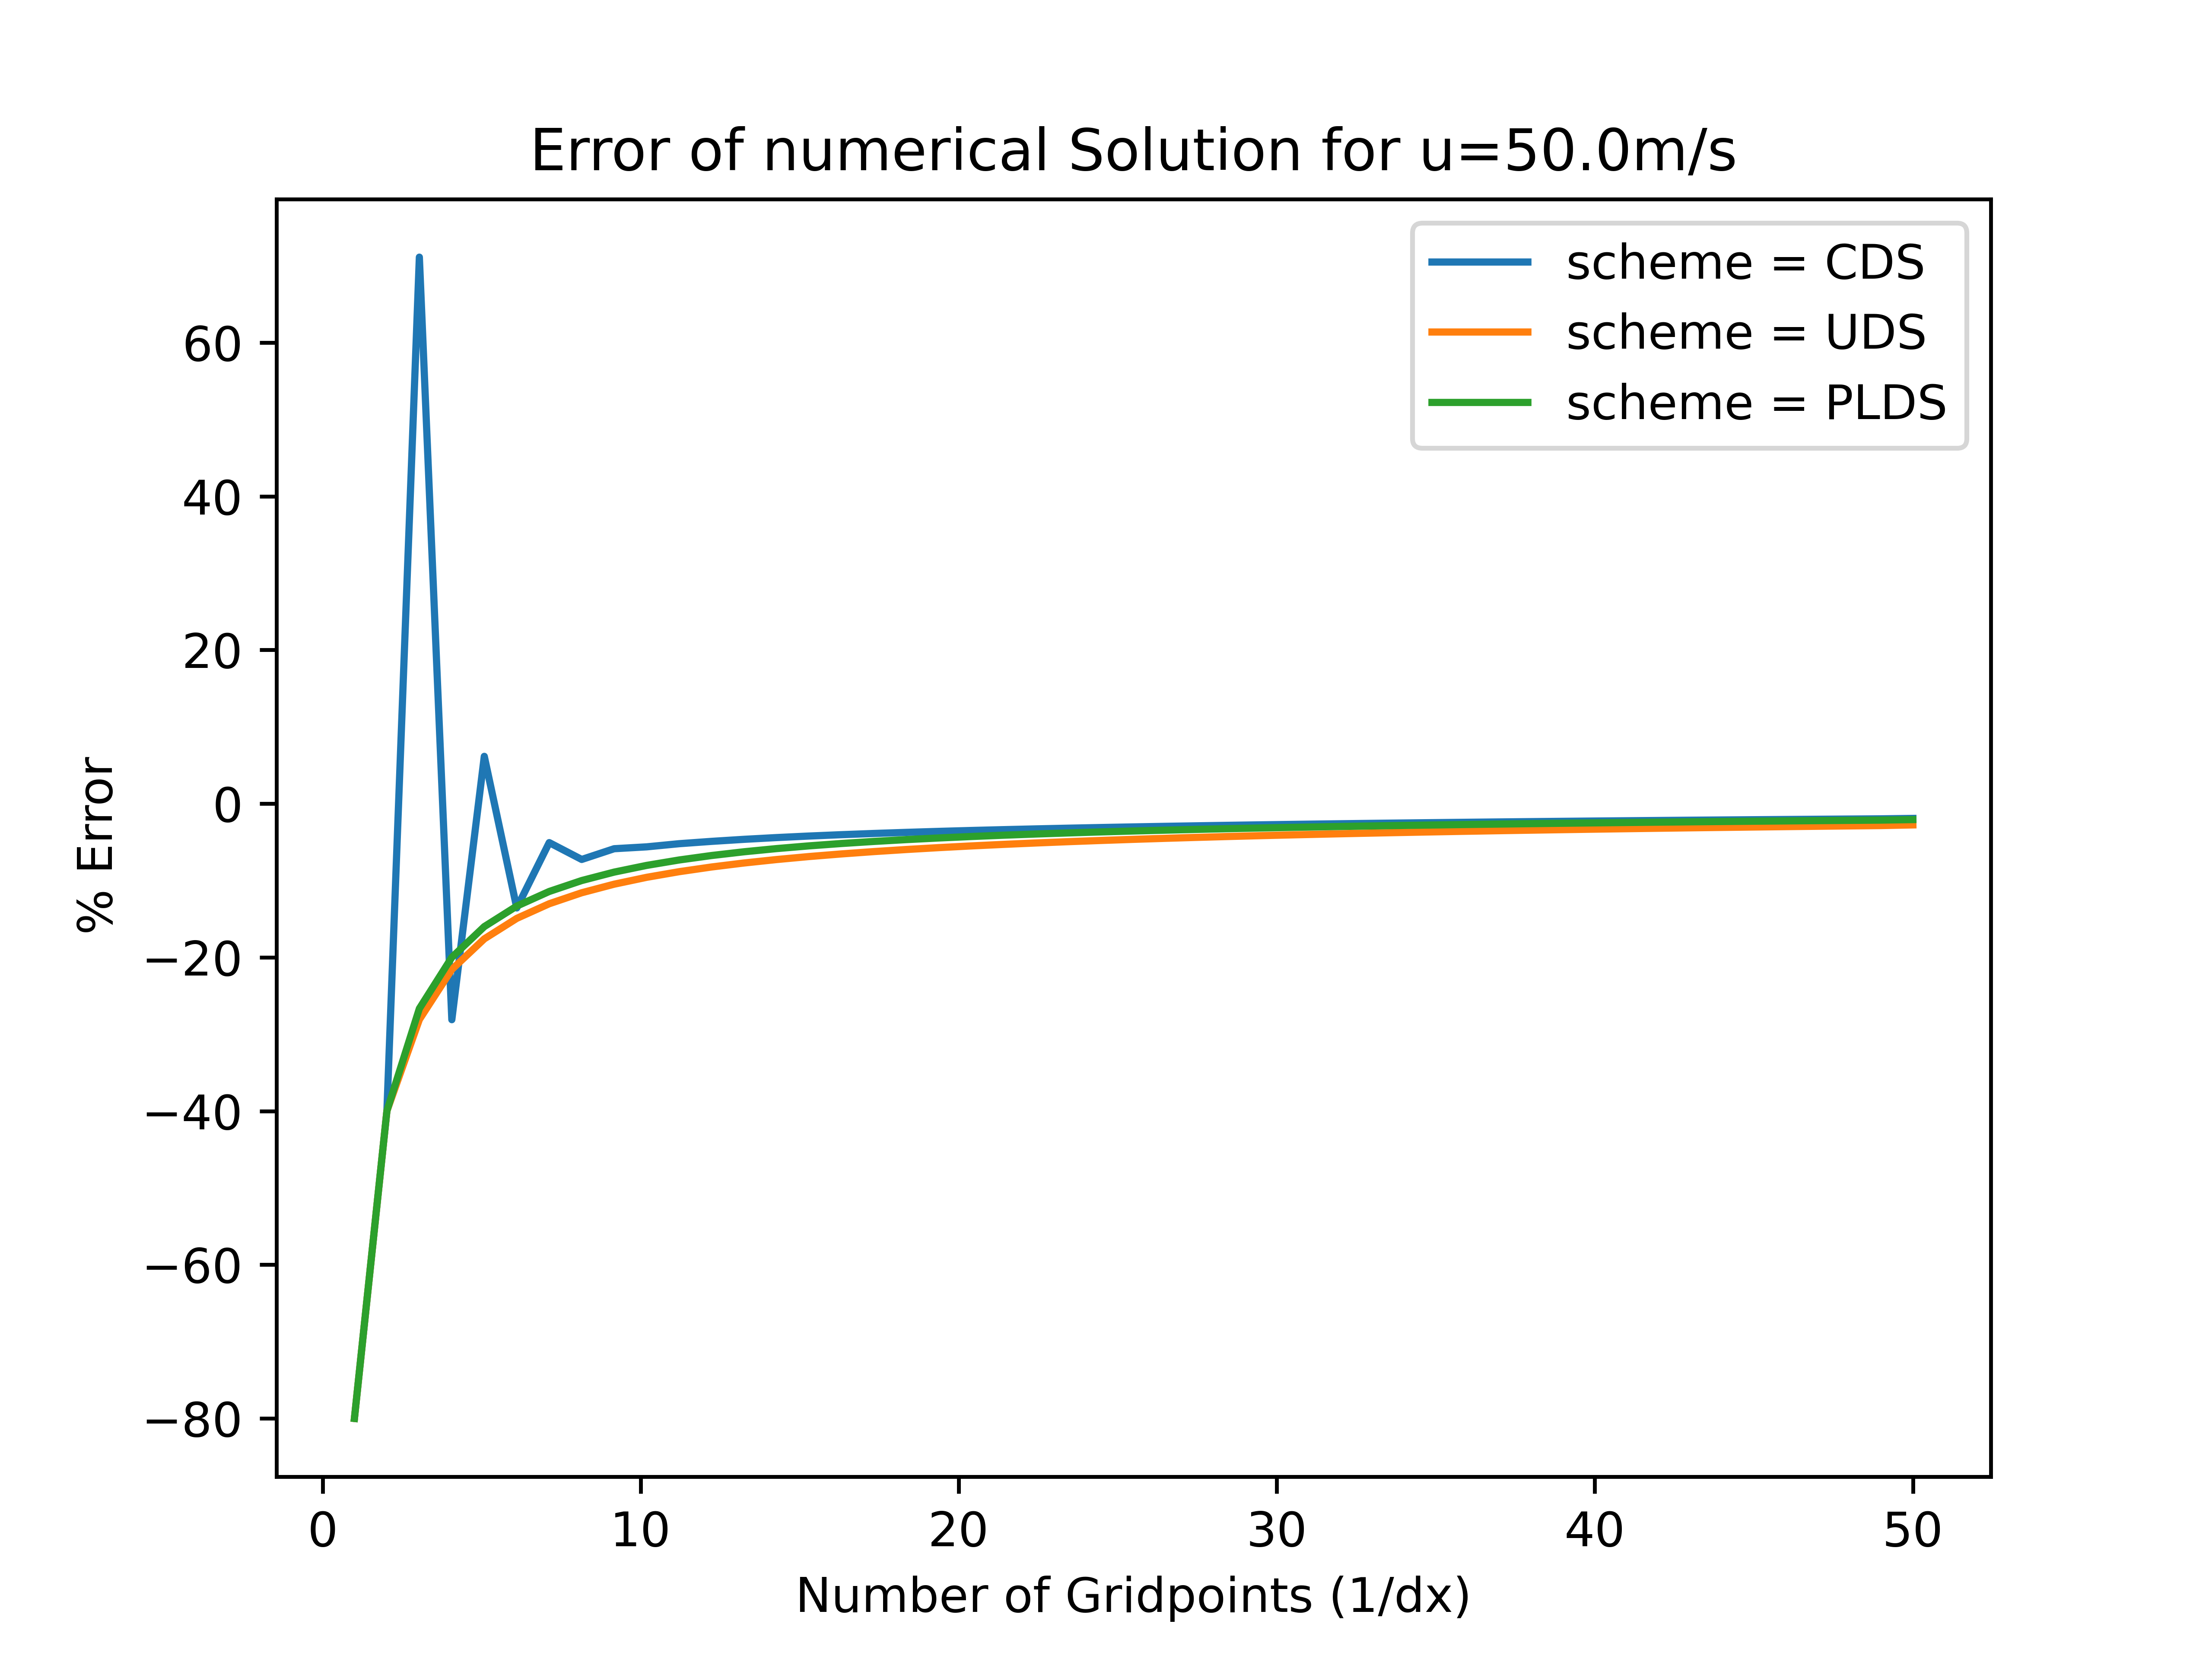 Error of numerical Solution for u=50.0m/s
scheme = CDS
scheme = UDS
scheme = PLDS
60
40
20
0
−20
−40
−60
−80
% Error
0 10 20 30 40 50
Number of Gridpoints (1/dx)